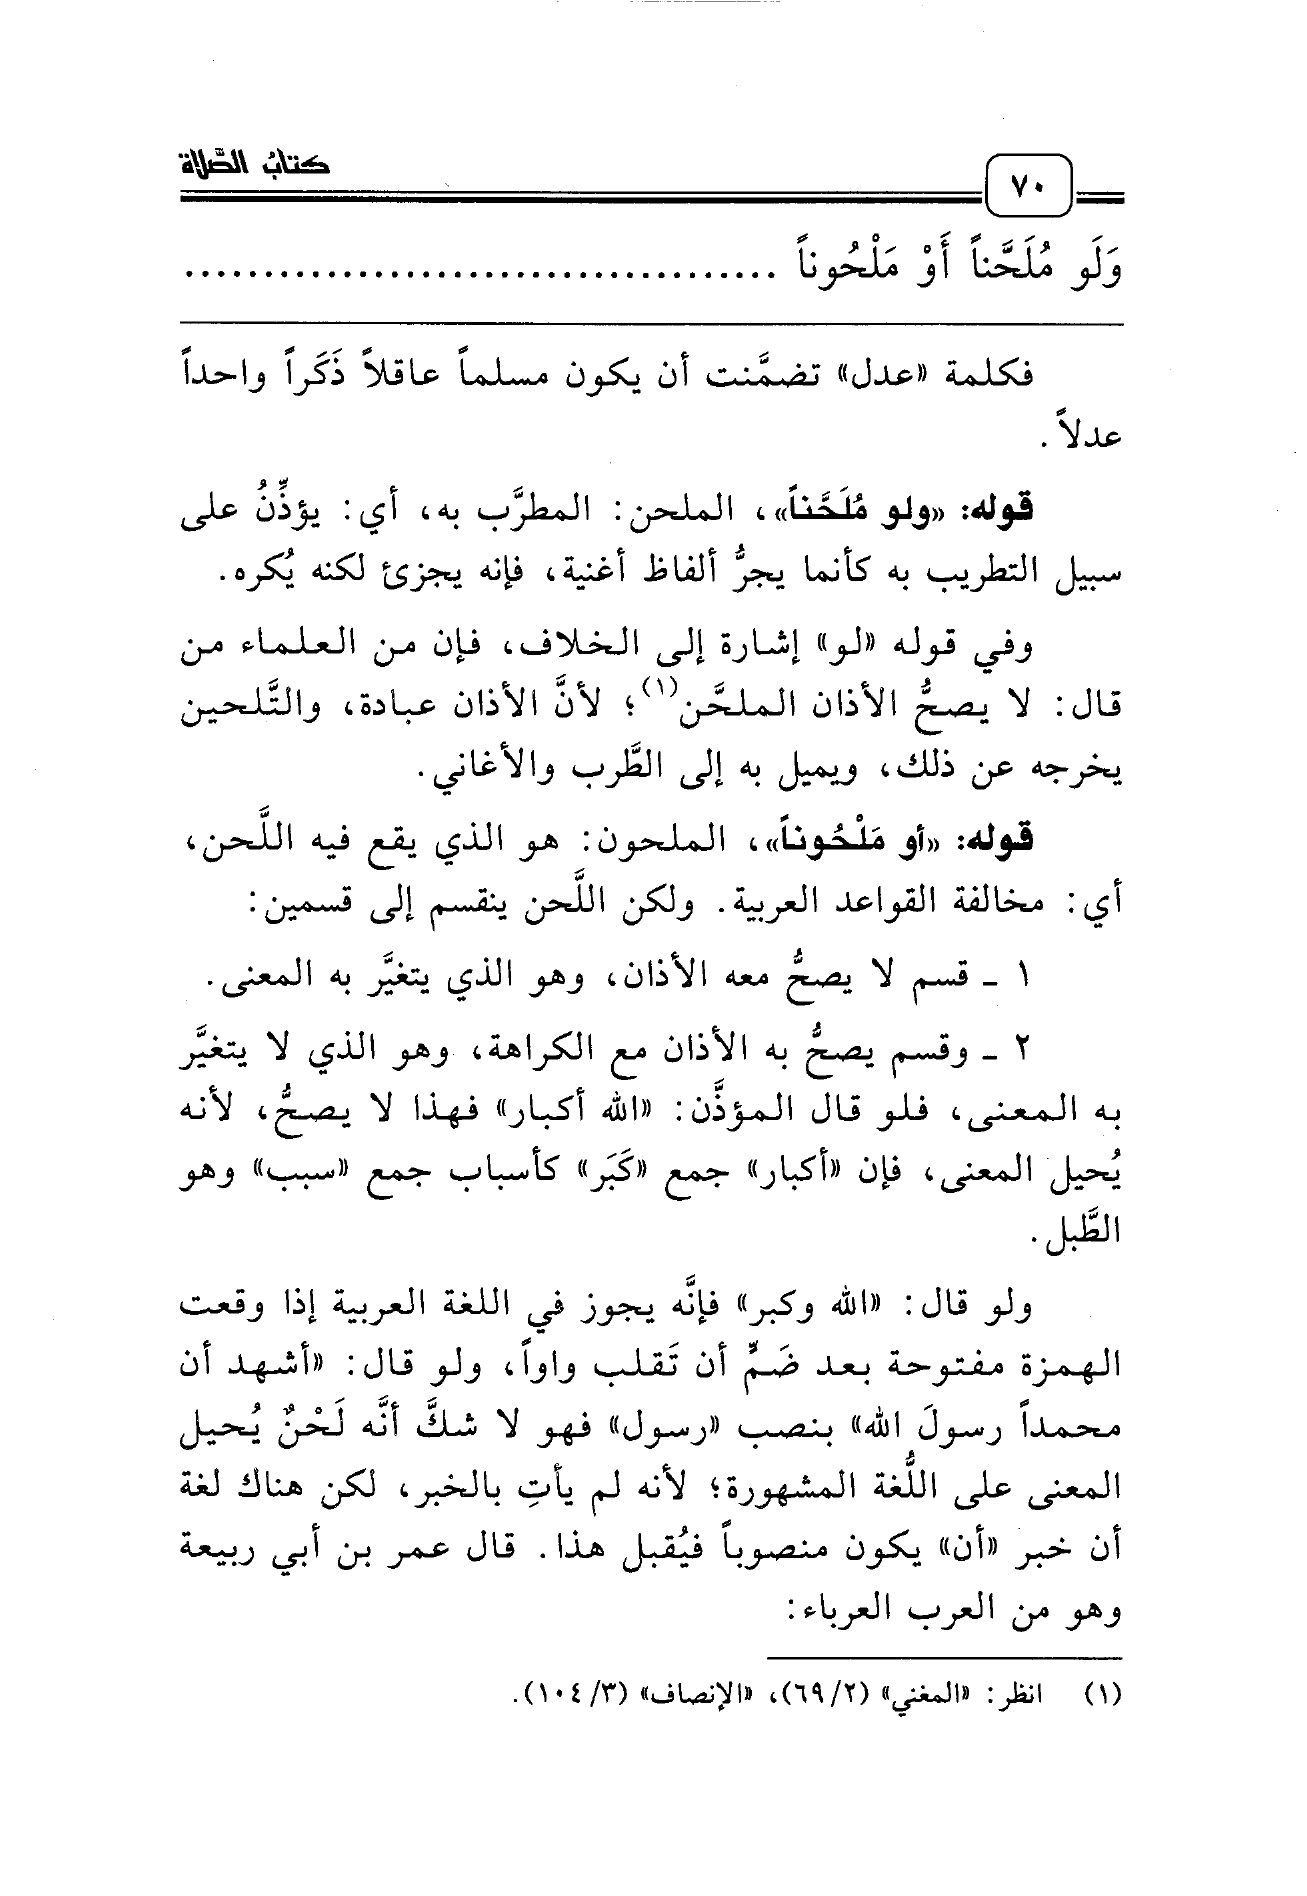 كتابُ الصَّلاة
٧٠
وَلَو مُلَحَّناً أَوْ مَلْحُوناً ......................................
فكلمة «عدل» تضمَّنت أن يكون مسلماً عاقلاً ذَكَراً واحداً
عدلاً.
قوله: «ولو مُلَحَّناً»، الملحن: المطرَّب به، أي: يؤذِّنُ على
سبيل التطريب به كأنما يجرُّ ألفاظ أغنية، فإنه يجزئ لكنه يُكره.
وفي قوله «لو» إشارة إلى الخلاف، فإن من العلماء من
قال: لا يصحُّ الأذان الملحَّن(١)؛ لأنَّ الأذان عبادة، والتَّلحين
يخرجه عن ذلك، ويميل به إلى الطَّرب والأغاني.
قوله: «أو مَلْحُوناً»، الملحون: هو الذي يقع فيه اللَّحن،
أي: مخالفة القواعد العربية. ولكن اللَّحن ينقسم إلى قسمين:
١ ـ قسم لا يصحُّ معه الأذان، وهو الذي يتغيَّر به المعنى.
٢ ـ وقسم يصحُّ به الأذان مع الكراهة، وهو الذي لا يتغيَّر
به المعنى، فلو قال المؤذَّن: «الله أكبار» فهذا لا يصحُّ، لأنه
يُحيل المعنى، فإن «أكبار» جمع «كَبَر» كأسباب جمع «سبب» وهو
الطَّبل.
ولو قال: «الله وكبر» فإنَّه يجوز في اللغة العربية إذا وقعت
الهمزة مفتوحة بعد ضَمٍّ أن تَقلب واواً، ولو قال: «أشهد أن
محمداً رسولَ الله» بنصب «رسول» فهو لا شكَّ أنَّه لَحْنٌ يُحيل
المعنى على اللُّغة المشهورة؛ لأنه لم يأتِ بالخبر، لكن هناك لغة
أن خبر «أن» يكون منصوباً فيُقبل هذا. قال عمر بن أبي ربيعة
وهو من العرب العرباء:
(١) انظر: «المغني» (٦٩/٢)، «الإنصاف» (١٠٤/٣).